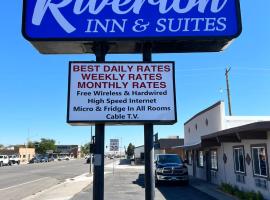 Riverton
INN & SUITES
BEST DAILY RATES
WEEKLY RATES
MONTHLY RATES
Free Wireless & Hardwired
High Speed Internet
Micro & Fridge in All Rooms
Cable T.V.